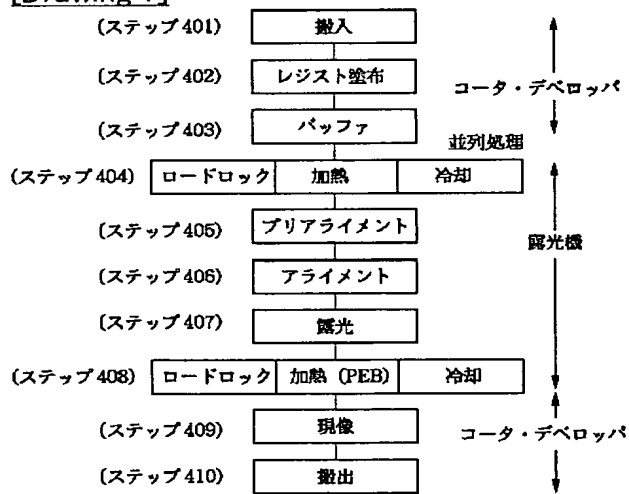 (ステップ401) 搬入
(ステップ402) レジスト塗布
コータ・デベロッパ
(ステップ403) バッファ
並列処理
(ステップ404) ロードロック 加熱 冷却
(ステップ405) プリアライメント
露光機
(ステップ406) アライメント
(ステップ407) 露光
(ステップ408) ロードロック 加熱 (PEB) 冷却
(ステップ409) 現像
コータ・デベロッパ
(ステップ410) 搬出